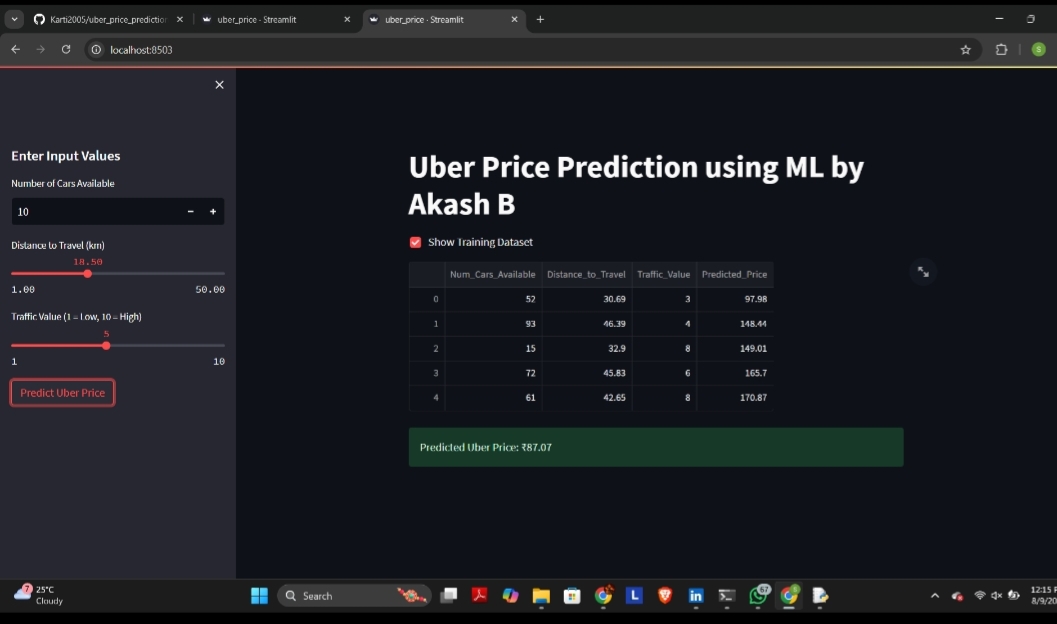 Karti2005/uber_price_predictio
uber_price · Streamlit
uber_price · Streamlit
localhost:8503
S
Enter Input Values
Number of Cars Available
10
Distance to Travel (km)
18.50
1.00 50.00
Traffic Value (1 = Low, 10 = High)
5
1 10
Predict Uber Price
Uber Price Prediction using ML by
Akash B
Show Training Dataset
Num_Cars_Available Distance_to_Travel Traffic_Value Predicted_Price
0 52 30.69 3 97.98
1 93 46.39 4 148.44
2 15 32.9 8 149.01
3 72 45.83 6 165.7
4 61 42.65 8 170.87
Predicted Uber Price: ₹87.07
7
25°C
Cloudy
Search
L
in
67
12:15 P
8/9/20